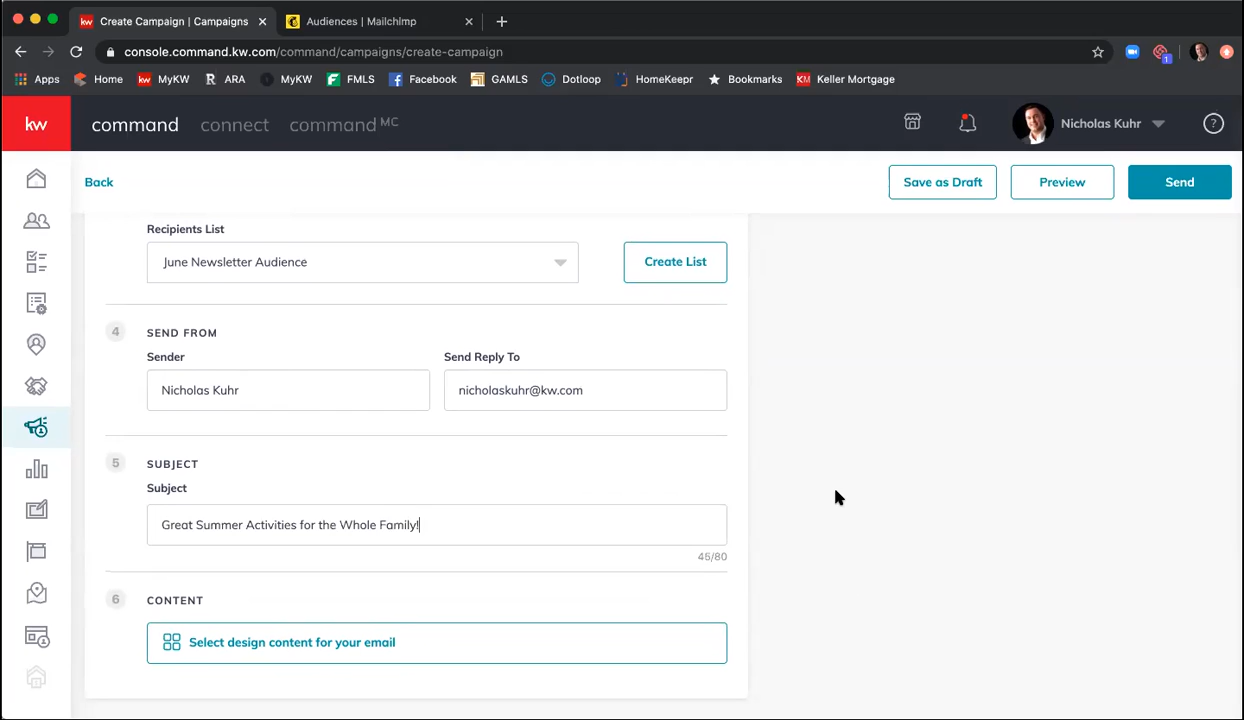 kw Create Campaign | Campaigns
Audiences | Mailchimp
console.command.kw.com/command/campaigns/create-campaign
1
Apps Home kw MyKW R ARA MyKW FMLS Facebook GAMLS Dotloop HomeKeepr Bookmarks KM Keller Mortgage
kw command connect command MC Nicholas Kuhr ?
Back Save as Draft Preview Send
Recipients List
June Newsletter Audience Create List
4 SEND FROM
Sender Send Reply To
Nicholas Kuhr nicholaskuhr@kw.com
5 SUBJECT
Subject
Great Summer Activities for the Whole Family!
45/80
6 CONTENT
Select design content for your email